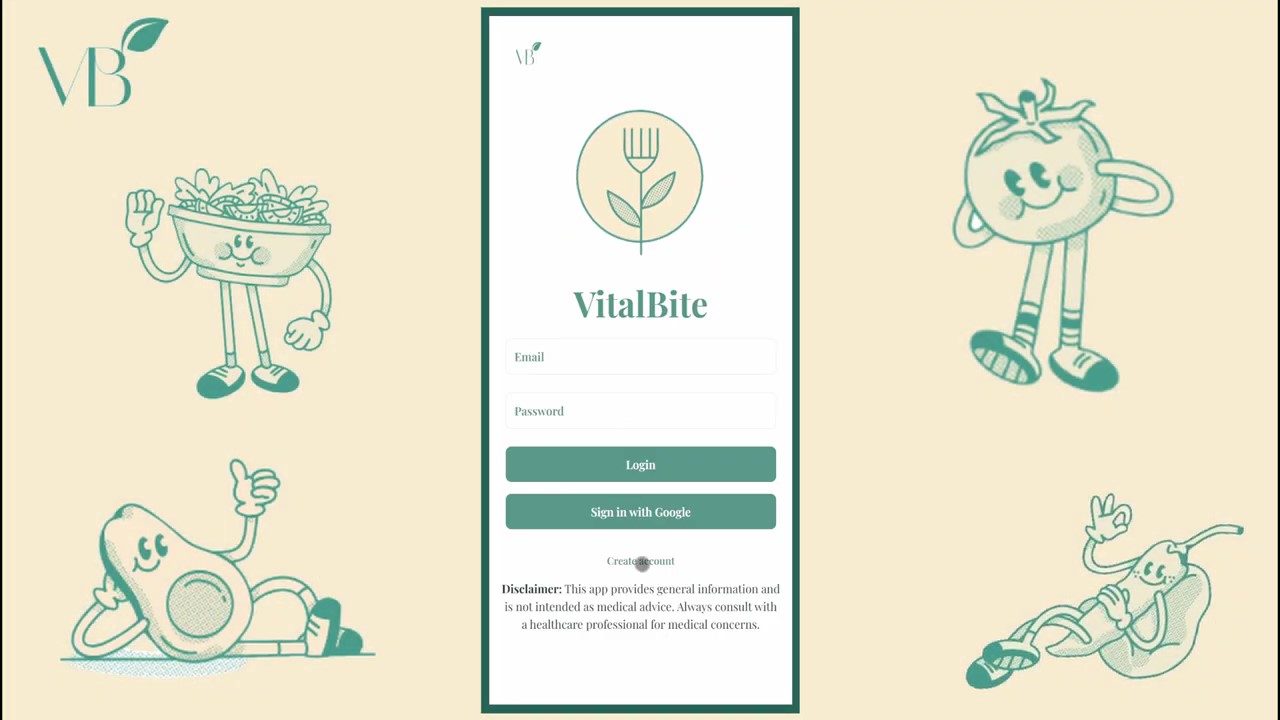 VB
VB
VitalBite
Email
Password
Login
Sign in with Google
Create account
Disclaimer: This app provides general information and
is not intended as medical advice. Always consult with
a healthcare professional for medical concerns.